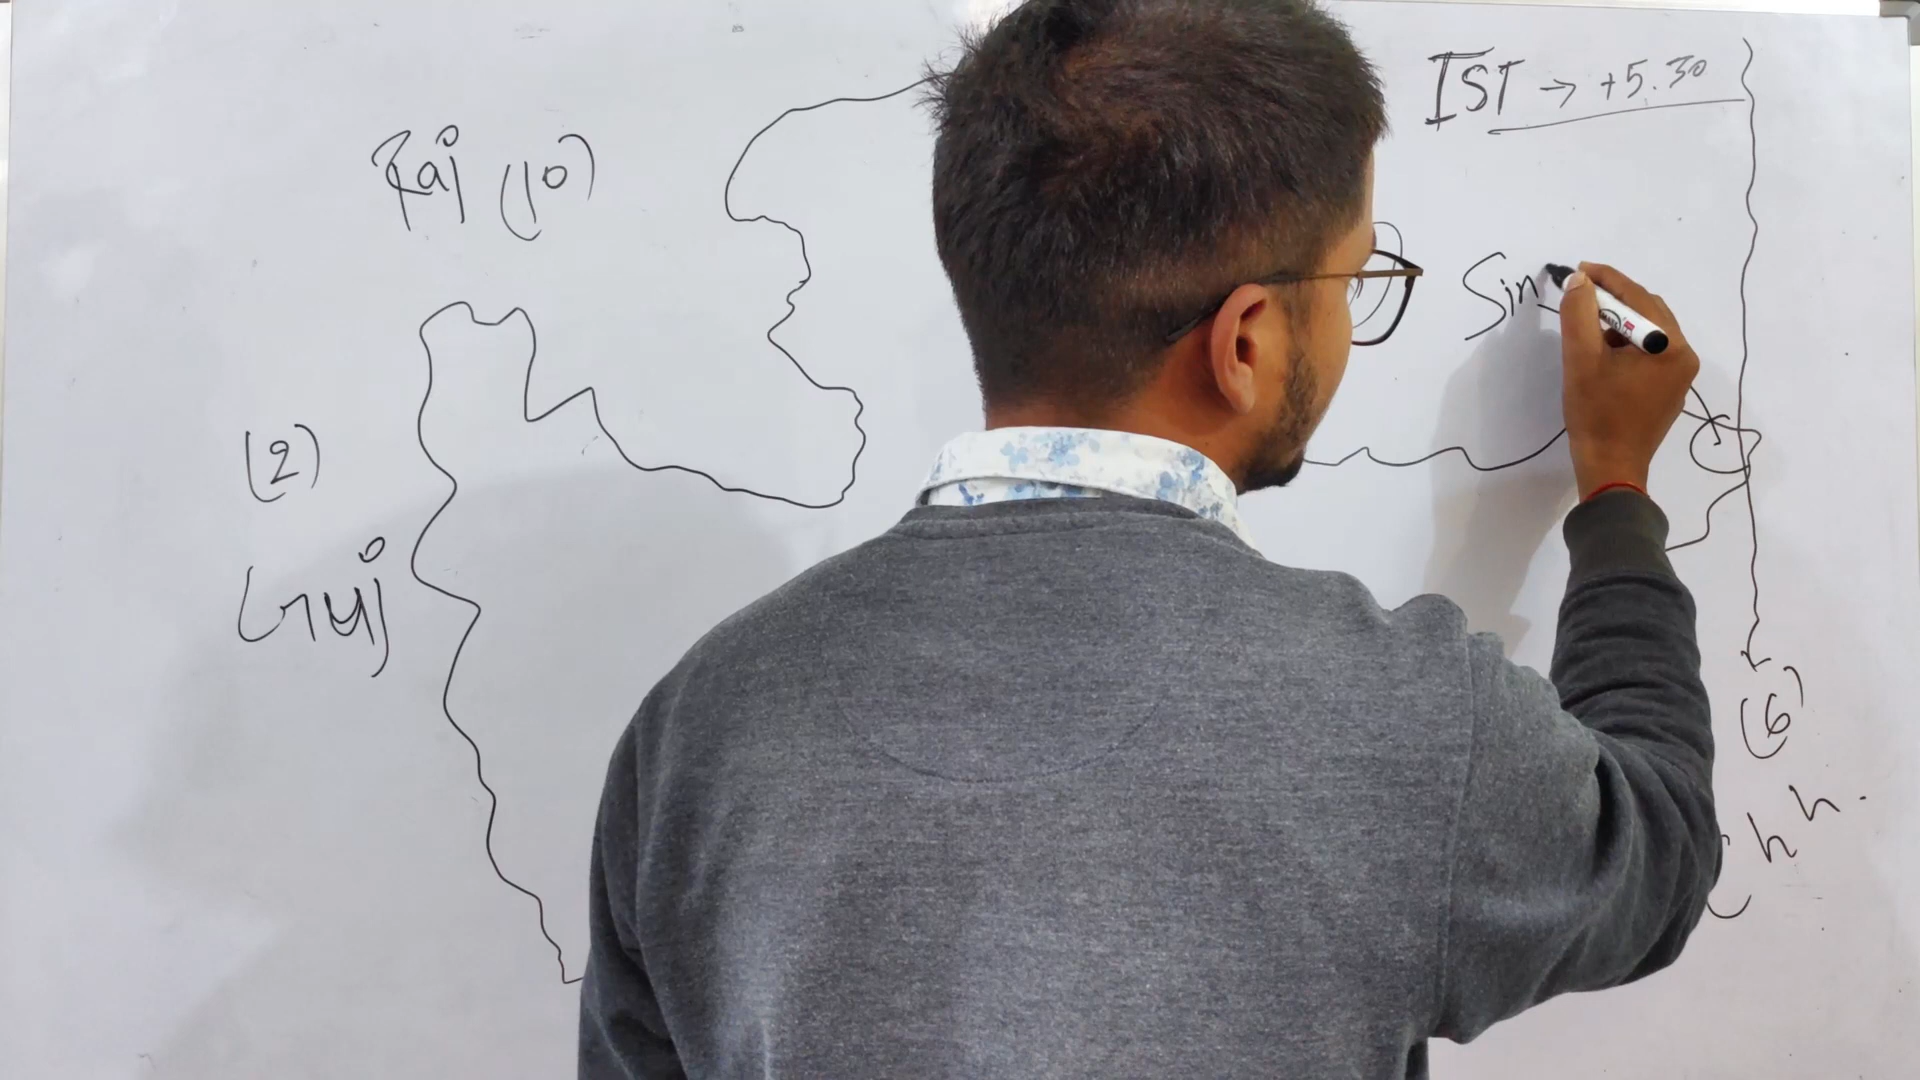 IST → +5.30
Raj (10)
Sin
(2)
Guj
(6)
Chh.